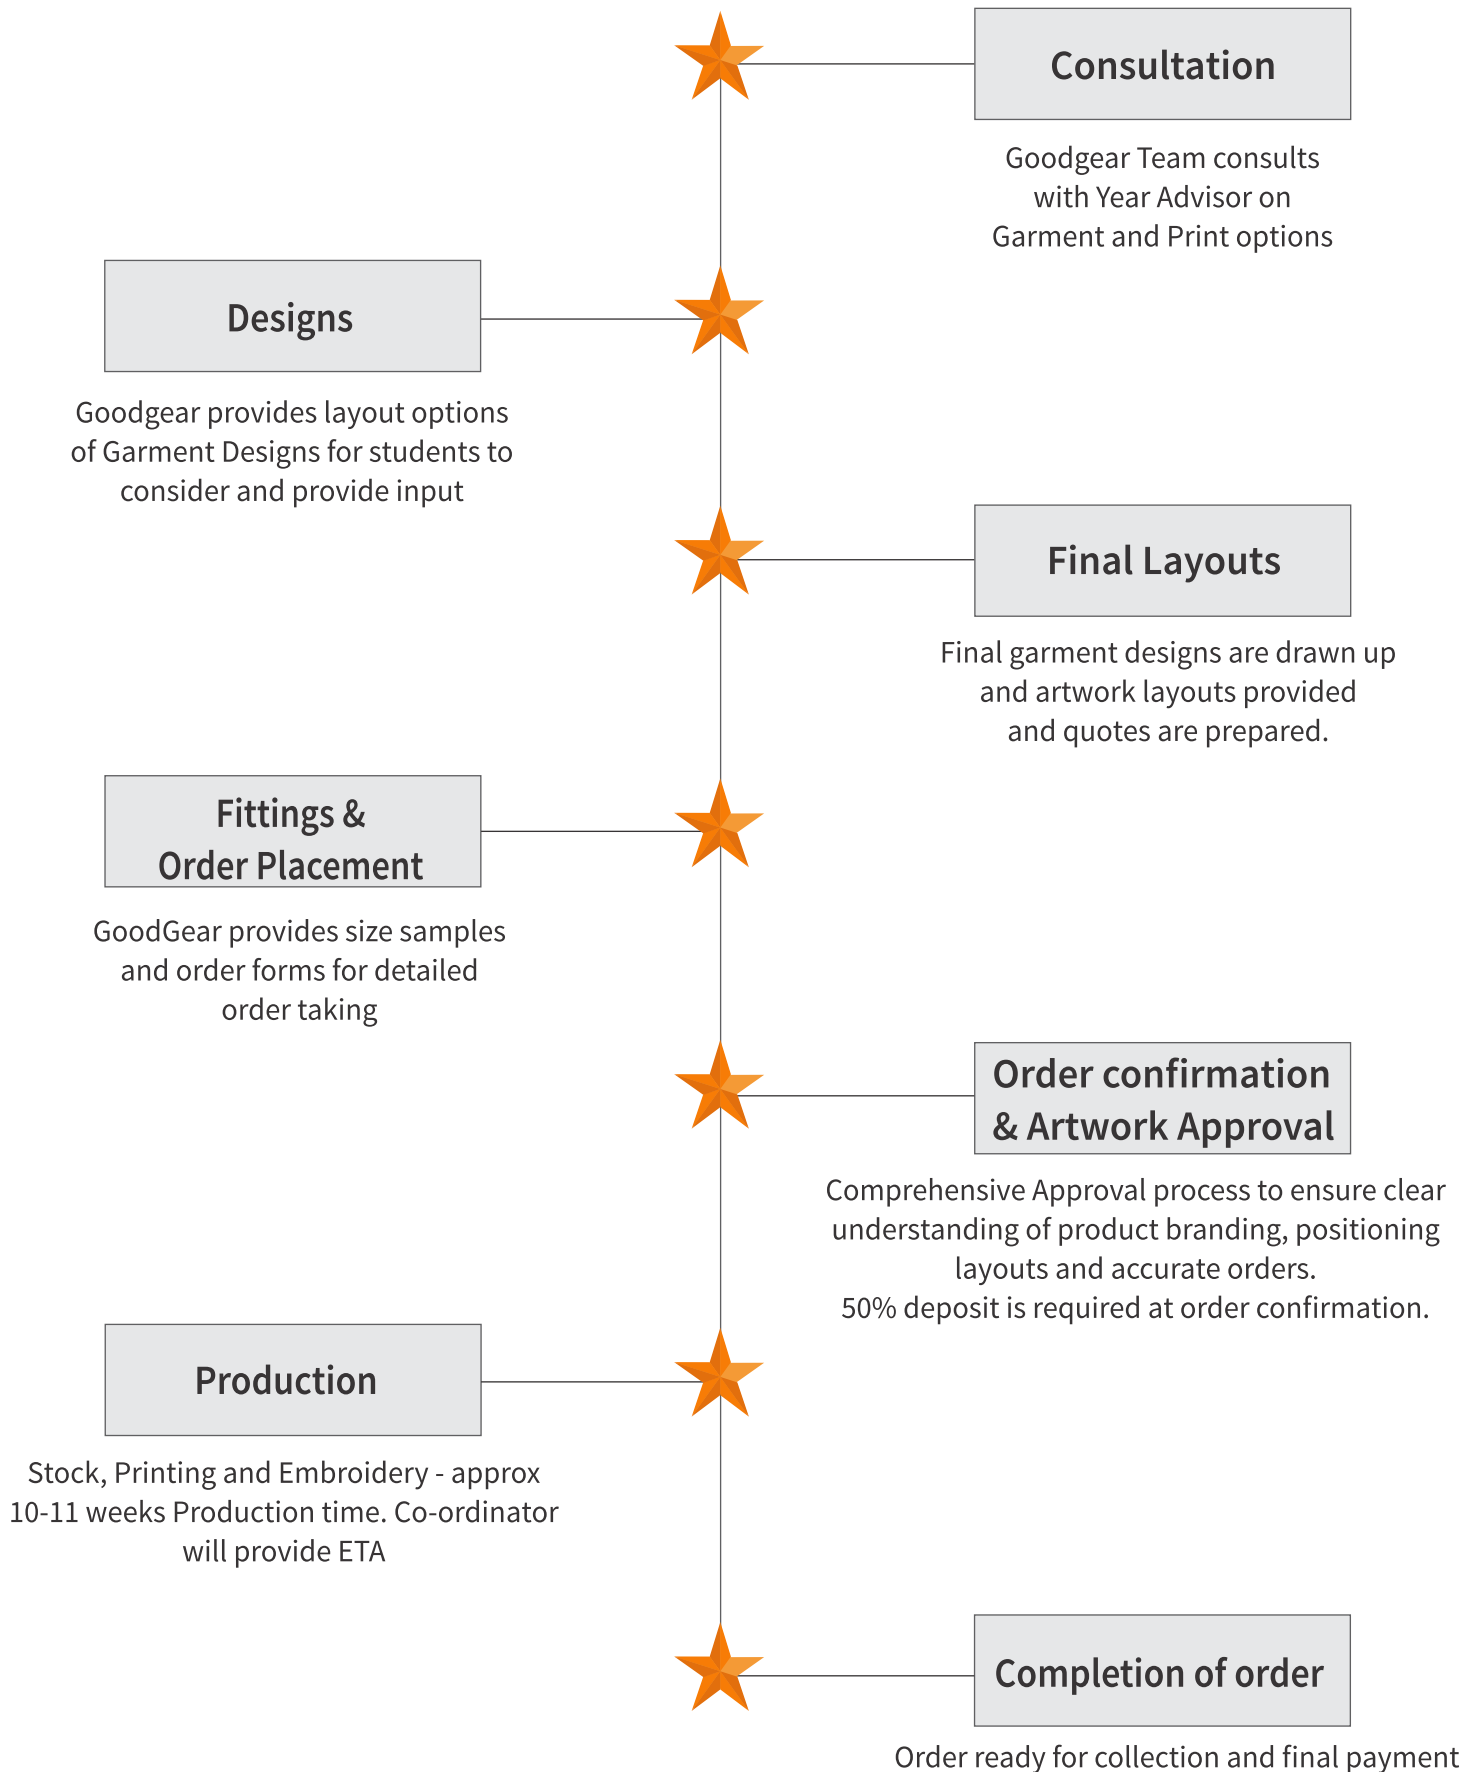 Consultation
Goodgear Team consults
with Year Advisor on
Garment and Print options
Designs
Goodgear provides layout options
of Garment Designs for students to
consider and provide input
Final Layouts
Final garment designs are drawn up
and artwork layouts provided
and quotes are prepared.
Fittings &
Order Placement
GoodGear provides size samples
and order forms for detailed
order taking
Order confirmation
& Artwork Approval
Comprehensive Approval process to ensure clear
understanding of product branding, positioning
layouts and accurate orders.
50% deposit is required at order confirmation.
Production
Stock, Printing and Embroidery - approx
10-11 weeks Production time. Co-ordinator
will provide ETA
Completion of order
Order ready for collection and final payment